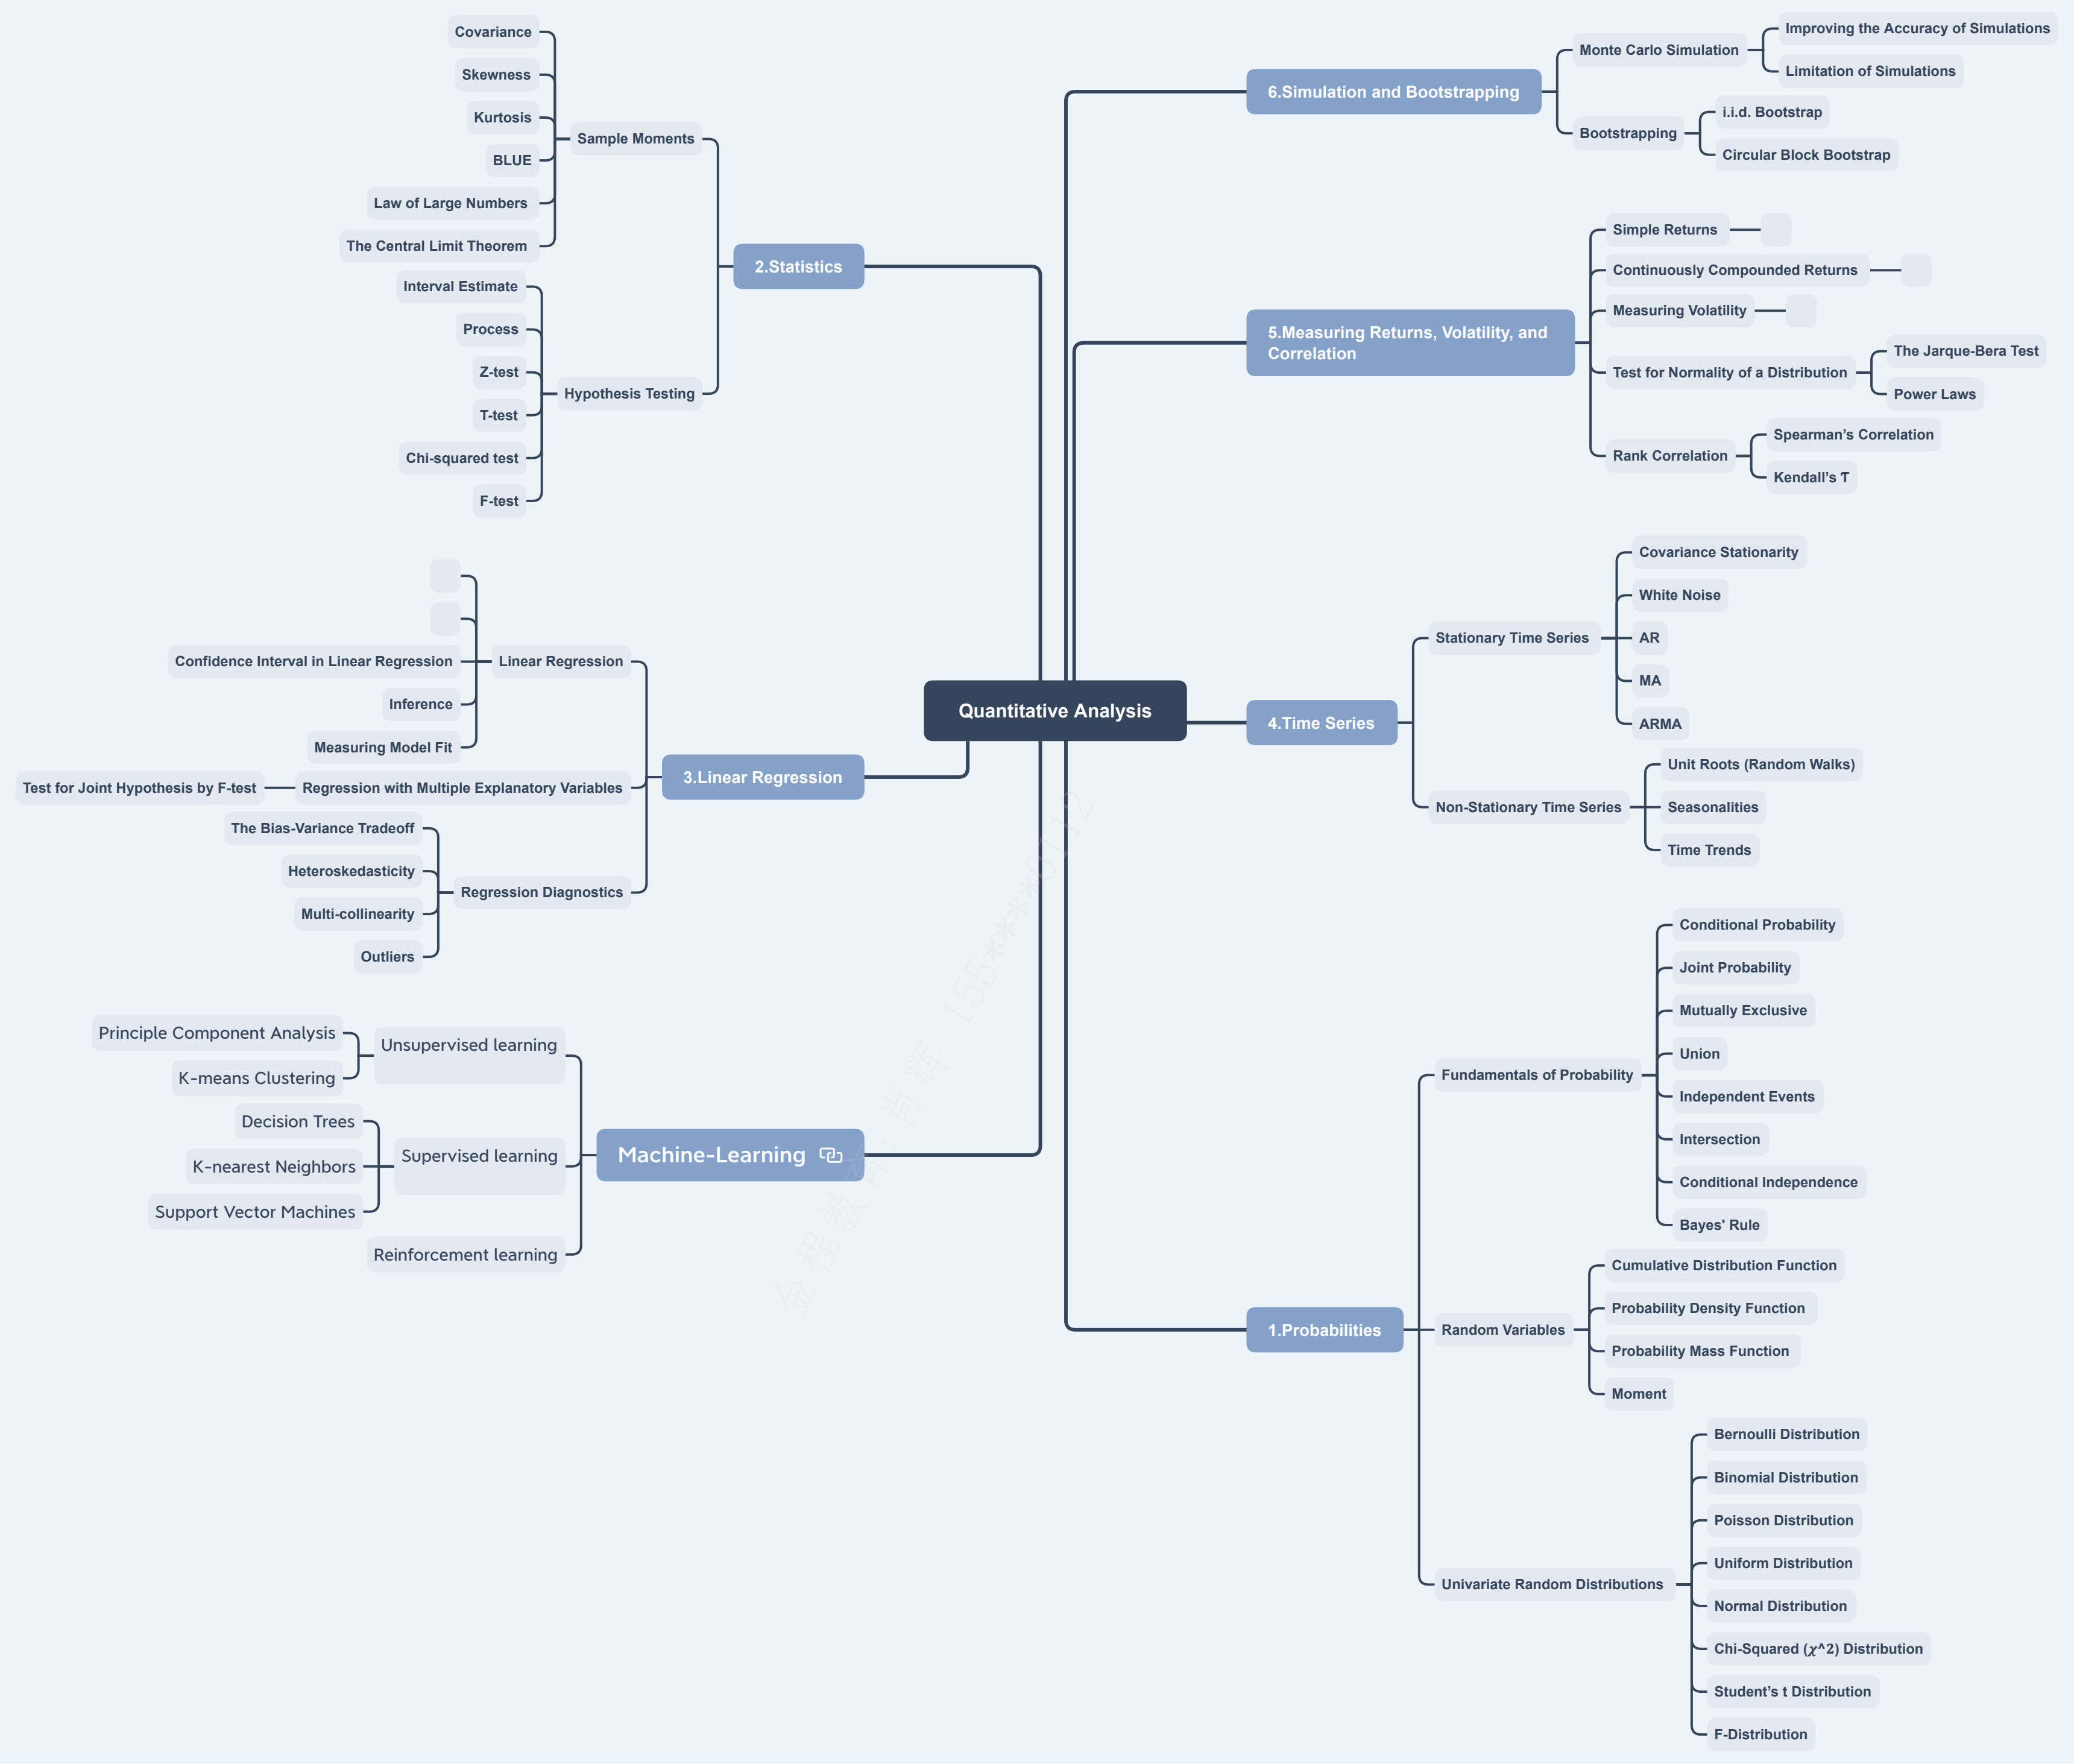 Quantitative Analysis
6.Simulation and Bootstrapping
Monte Carlo Simulation
Improving the Accuracy of Simulations
Limitation of Simulations
Bootstrapping
i.i.d. Bootstrap
Circular Block Bootstrap
5.Measuring Returns, Volatility, and
Correlation
Simple Returns
Continuously Compounded Returns
Measuring Volatility
Test for Normality of a Distribution
The Jarque-Bera Test
Power Laws
Rank Correlation
Spearman’s Correlation
Kendall’s Ƭ
4.Time Series
Stationary Time Series
Covariance Stationarity
White Noise
AR
MA
ARMA
Non-Stationary Time Series
Unit Roots (Random Walks)
Seasonalities
Time Trends
1.Probabilities
Fundamentals of Probability
Conditional Probability
Joint Probability
Mutually Exclusive
Union
Independent Events
Intersection
Conditional Independence
Bayes' Rule
Random Variables
Cumulative Distribution Function
Probability Density Function
Probability Mass Function
Moment
Univariate Random Distributions
Bernoulli Distribution
Binomial Distribution
Poisson Distribution
Uniform Distribution
Normal Distribution
Chi-Squared (𝜒^2) Distribution
Student’s t Distribution
F-Distribution
2.Statistics
Sample Moments
Covariance
Skewness
Kurtosis
BLUE
Law of Large Numbers
The Central Limit Theorem
Hypothesis Testing
Interval Estimate
Process
Z-test
T-test
Chi-squared test
F-test
3.Linear Regression
Linear Regression
Confidence Interval in Linear Regression
Inference
Measuring Model Fit
Regression with Multiple Explanatory Variables
Test for Joint Hypothesis by F-test
Regression Diagnostics
The Bias-Variance Tradeoff
Heteroskedasticity
Multi-collinearity
Outliers
Machine-Learning
Unsupervised learning
Principle Component Analysis
K-means Clustering
Supervised learning
Decision Trees
K-nearest Neighbors
Support Vector Machines
Reinforcement learning
金程教育:肖辉 155****0112